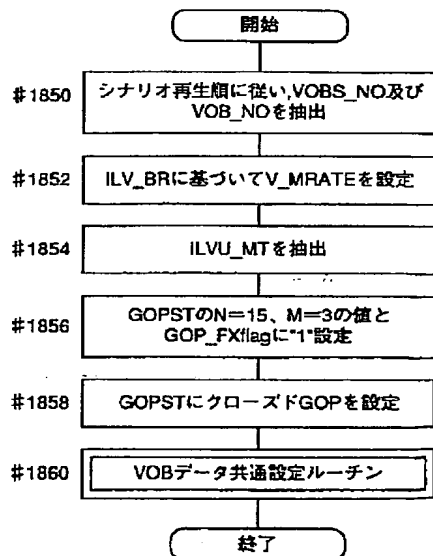 開始
#1850
シナリオ再生順に従い,VOBS_NO及び
VOB_NOを抽出
#1852
ILV_BRに基づいてV_MRATEを設定
#1854
ILVU_MTを抽出
#1856
GOPSTのN=15、M=3の値と
GOP_FXflagに"1"設定
#1858
GOPSTにクローズドGOPを設定
#1860
VOBデータ共通設定ルーチン
終了